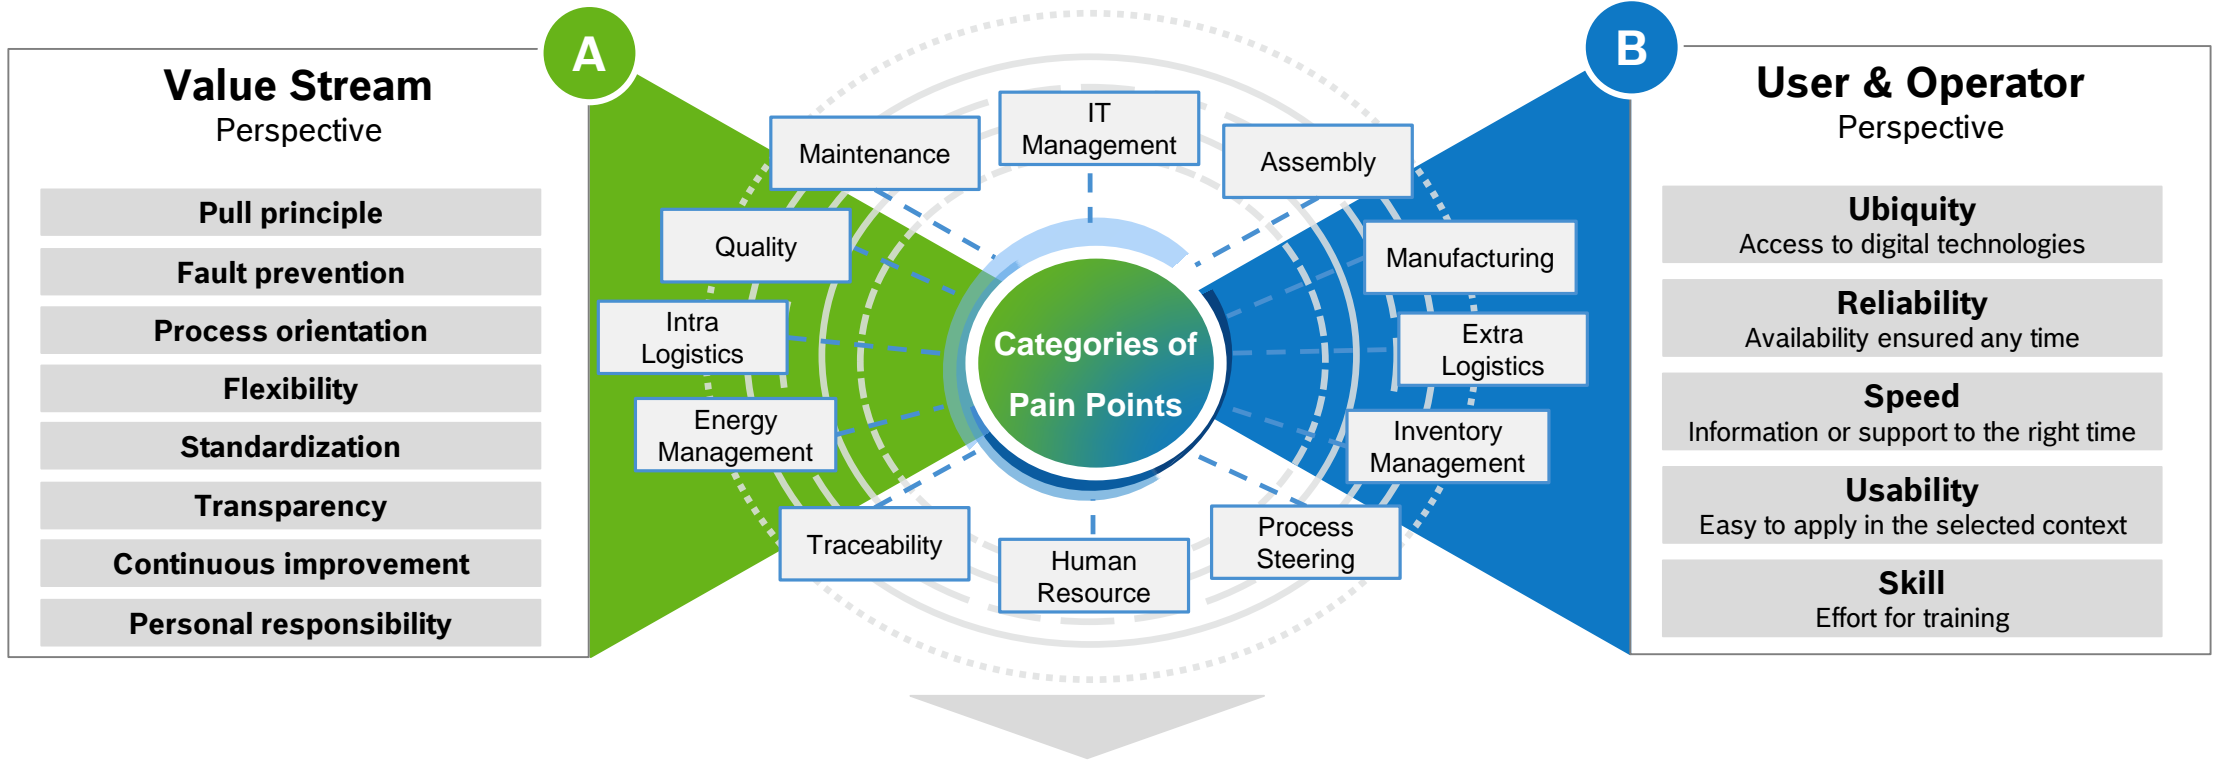 A
Value Stream
Perspective
Pull principle
Fault prevention
Process orientation
Flexibility
Standardization
Transparency
Continuous improvement
Personal responsibility
Categories of
Pain Points
IT
Management
Assembly
Manufacturing
Extra
Logistics
Inventory
Management
Process
Steering
Human
Resource
Traceability
Energy
Management
Intra
Logistics
Quality
Maintenance
B
User & Operator
Perspective
Ubiquity
Access to digital technologies
Reliability
Availability ensured any time
Speed
Information or support to the right time
Usability
Easy to apply in the selected context
Skill
Effort for training